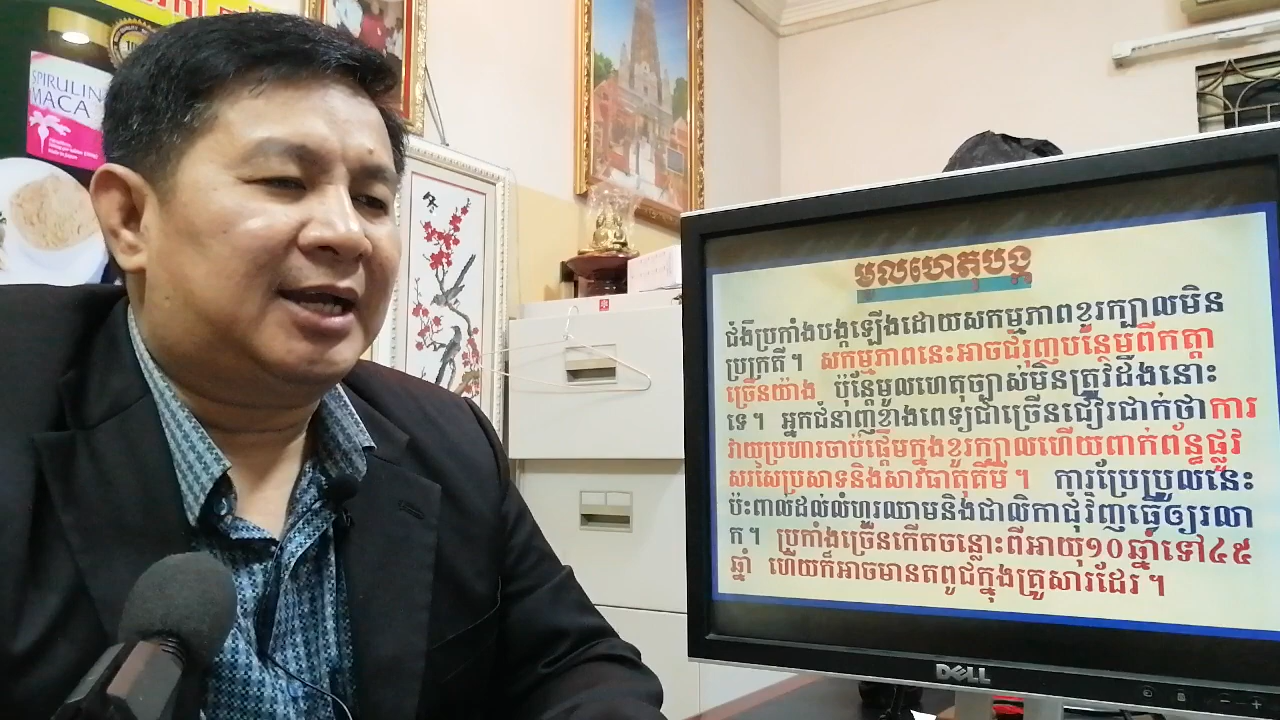 SPIRULIN
MACA
Made in Japan
មូលហេតុបង្ក
ជំងឺប្រកាំងបង្កឡើងដោយសកម្មភាពខួរក្បាលមិន
ប្រក្រតី។ សកម្មភាពនេះអាចជំរុញបន្ថែមពីកត្តា
ច្រើនយ៉ាង ប៉ុន្តែមូលហេតុច្បាស់មិនត្រូវដឹងនោះ
ទេ។ អ្នកជំនាញខាងពេទ្យជាច្រើនជឿរជាក់ថាការ
វាយប្រហារចាប់ផ្តើមក្នុងខួរក្បាលហើយពាក់ព័ន្ធផ្លូវ
សរសៃប្រសាទនិងសារធាតុគីមី។ ការប្រែប្រួលនេះ
ប៉ះពាល់ដល់លំហូរឈាមនិងជាលិកាជុំវិញធ្វើឲ្យរលា
ក។ ប្រកាំងច្រើនកើតចន្លោះពីអាយុ១០ឆ្នាំទៅ៤៥
ឆ្នាំ ហើយក៏អាចមានតពូជក្នុងគ្រួសារដែរ។
DELL